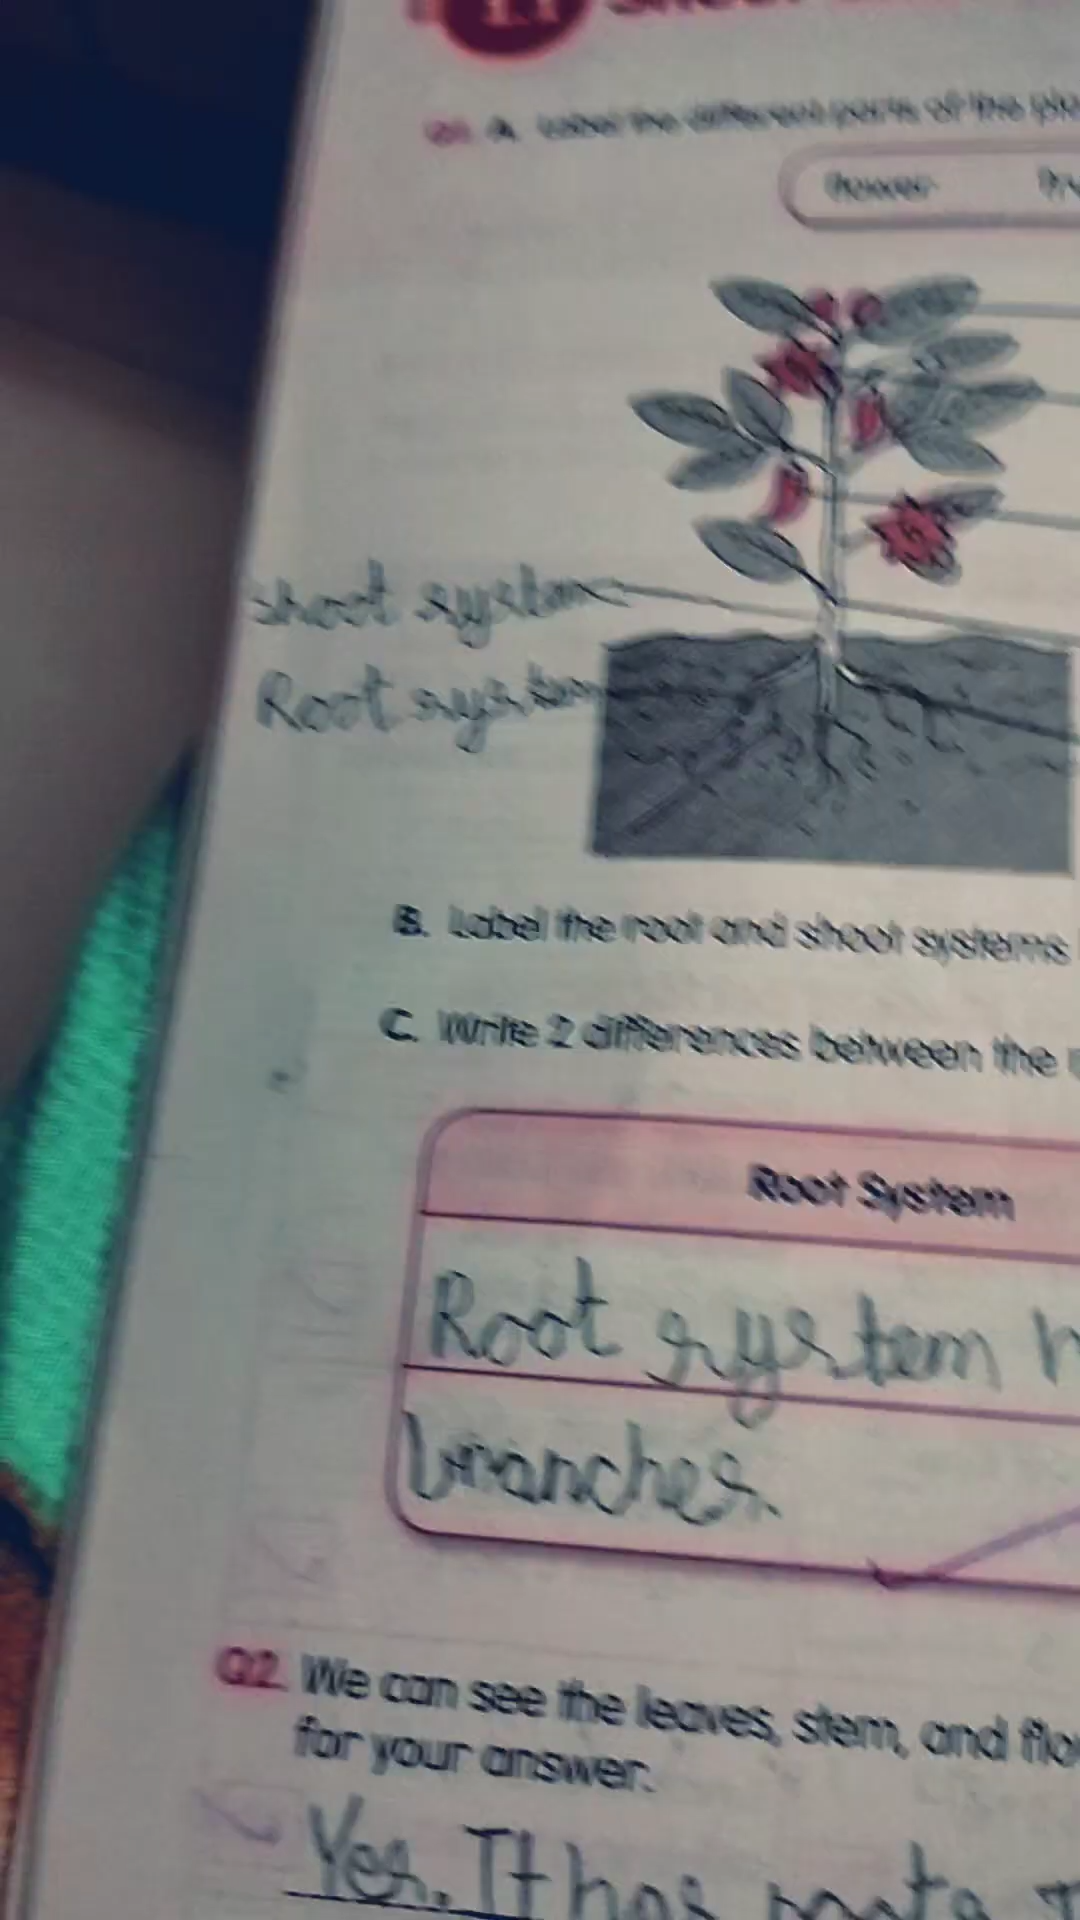 1.1
Q1. A. Label the different parts of the
flower
shoot system
Root system
B. Label the root and shoot systems
C. Write 2 differences between the
Root System
Root system
branches.
Q2. We can see the leaves, stem, and
for your answer.
Yes. It has roots